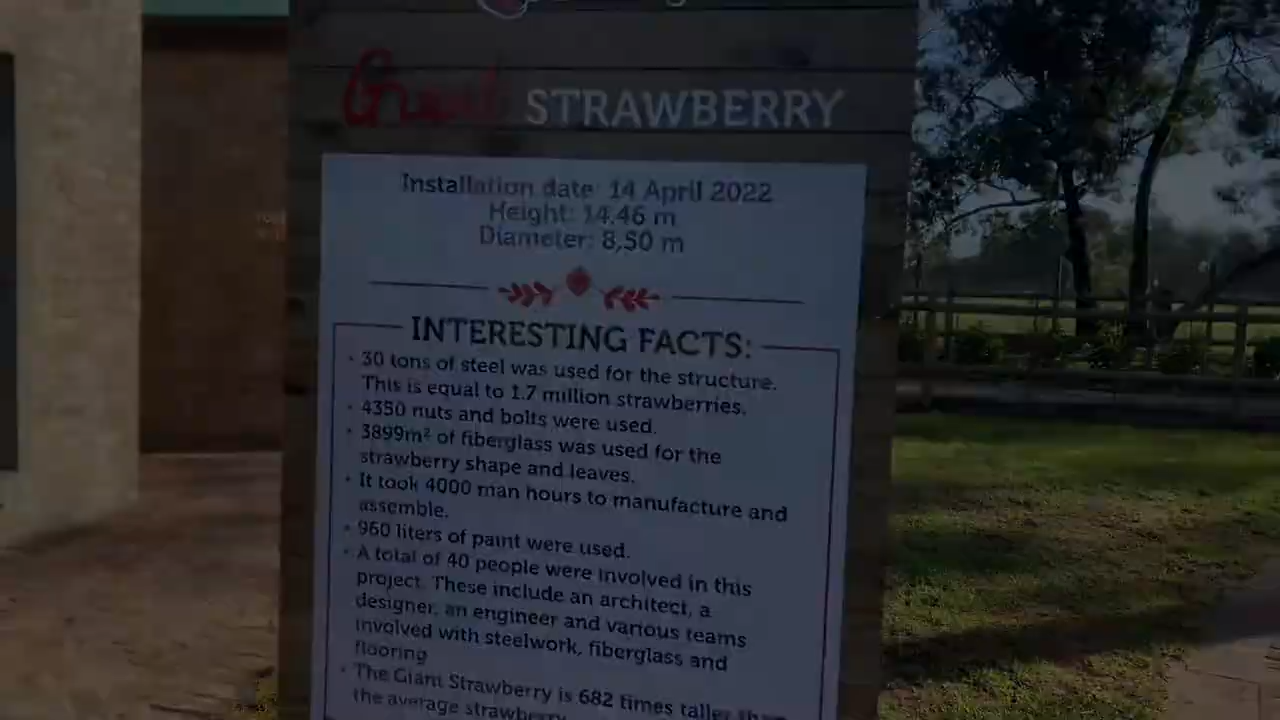 Giant STRAWBERRY
Installation date: 14 April 2022
Height: 14.46 m
Diameter: 8,50 m
INTERESTING FACTS:
• 30 tons of steel was used for the structure.
This is equal to 1.7 million strawberries.
• 4350 nuts and bolts were used.
• 3899m² of fiberglass was used for the
strawberry shape and leaves.
• It took 4000 man hours to manufacture and
assemble.
• 960 liters of paint were used.
• A total of 40 people were involved in this
project. These include an architect, a
designer, an engineer and various teams
involved with steelwork, fiberglass and
flooring
• The Giant Strawberry is 682 times taller than
the average strawberry